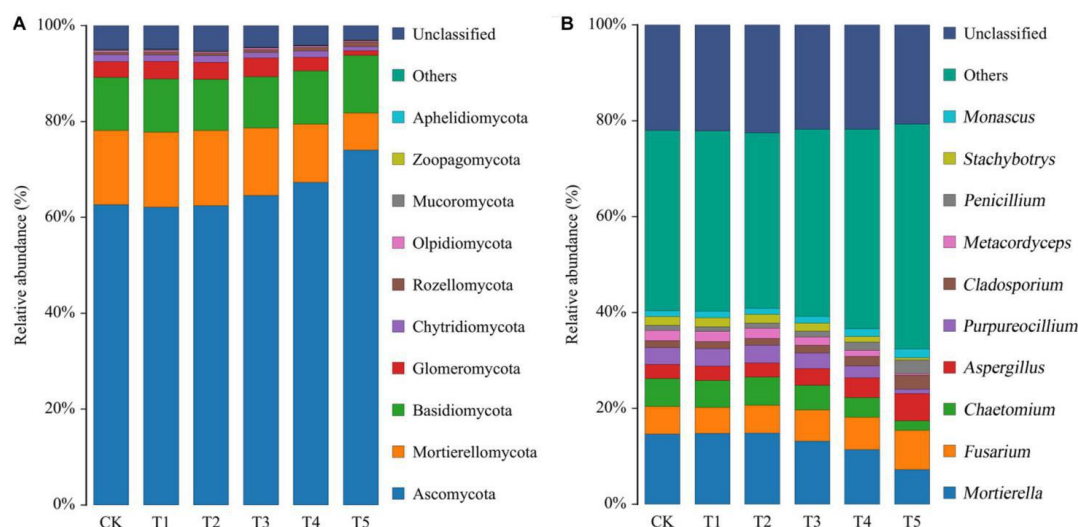 A
100%
80%
60%
40%
20%
0%
Relative abundance (%)
CK T1 T2 T3 T4 T5
Unclassified
Others
Aphelidiomycota
Zoopagomycota
Mucoromycota
Olpidiomycota
Rozellomycota
Chytridiomycota
Glomeromycota
Basidiomycota
Mortierellomycota
Ascomycota
B
100%
80%
60%
40%
20%
0%
Relative abundance (%)
CK T1 T2 T3 T4 T5
Unclassified
Others
Monascus
Stachybotrys
Penicillium
Metacordyceps
Cladosporium
Purpureocillium
Aspergillus
Chaetomium
Fusarium
Mortierella